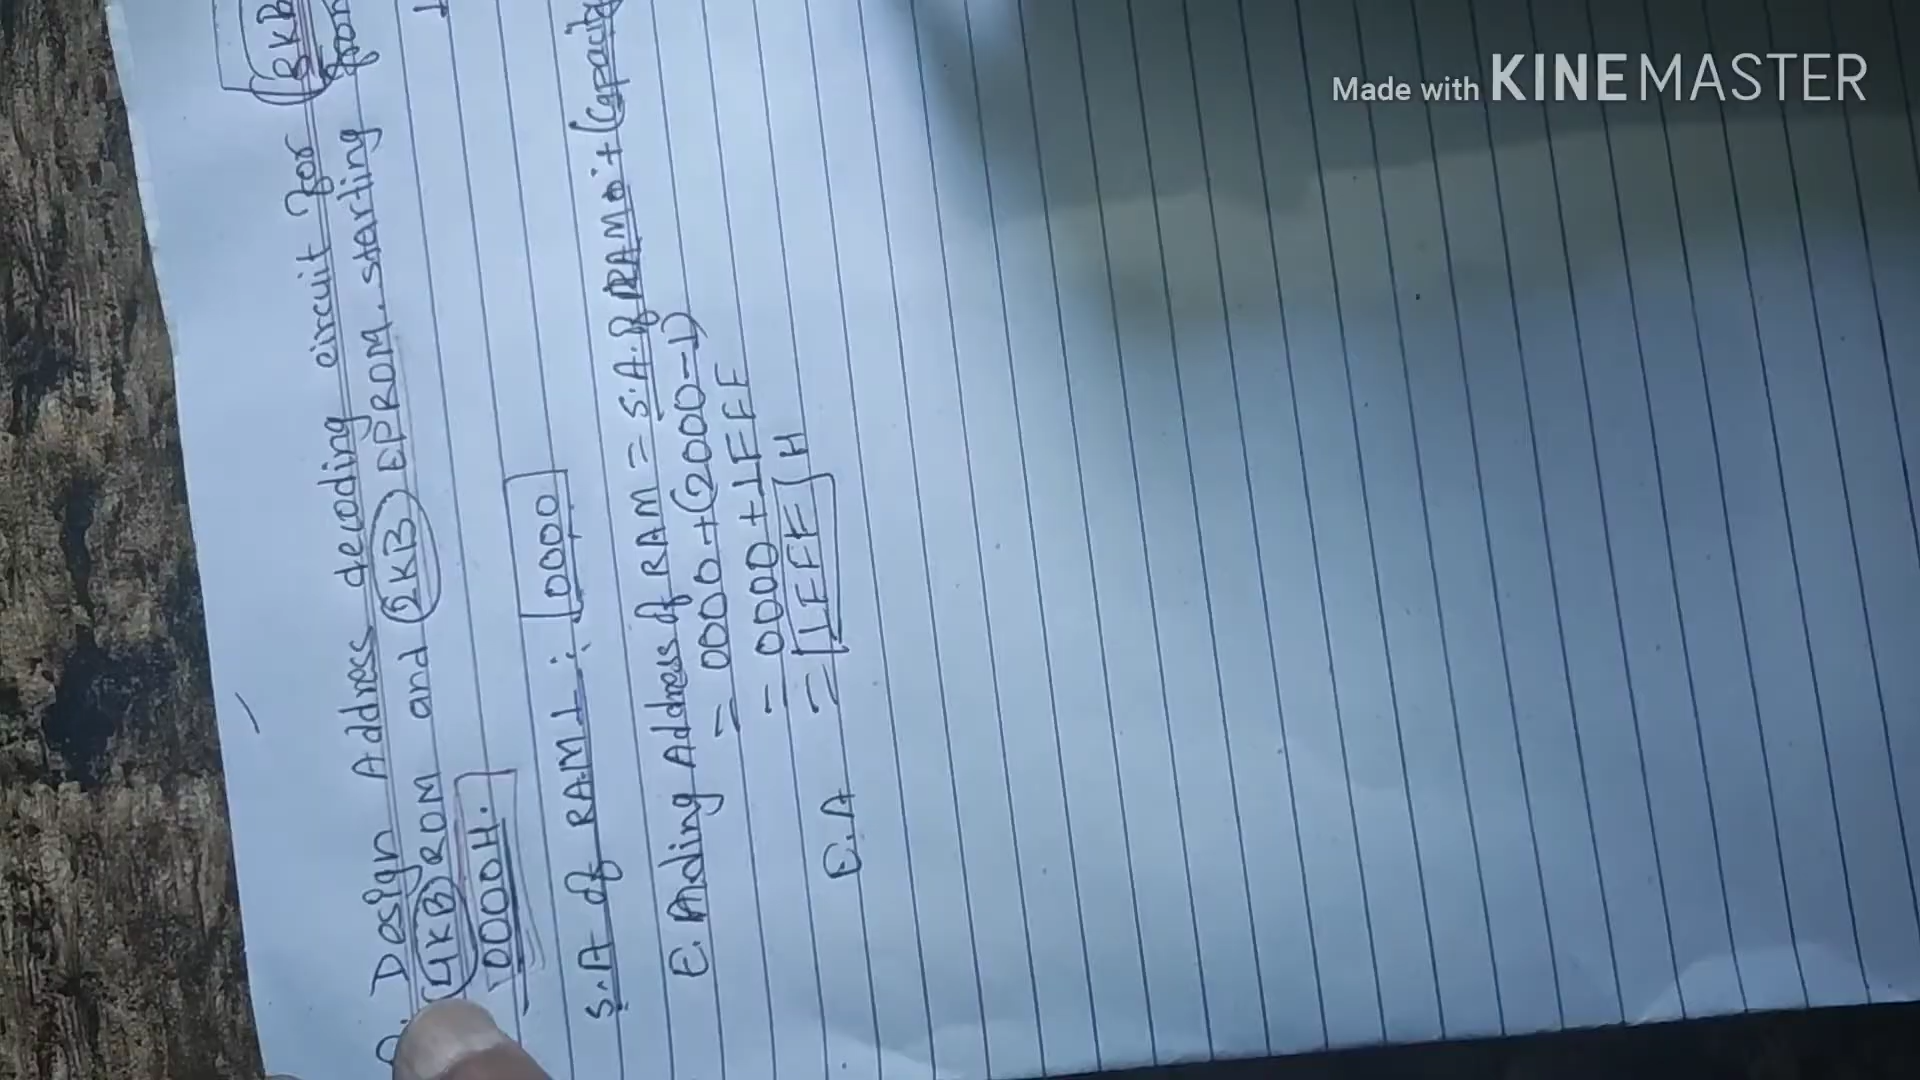 Made with KINEMASTER
Q. Design Address decoding circuit for (8KB
4KB ROM and 2KB EPROM. starting from
0000H.
S.A of RAM1 : 0000
E. Anding Address of RAM = S.A. of RAM + (Capacity
= 0000 + (2000-1)
= 0000 + 1FFF
E.A = 1FFF H